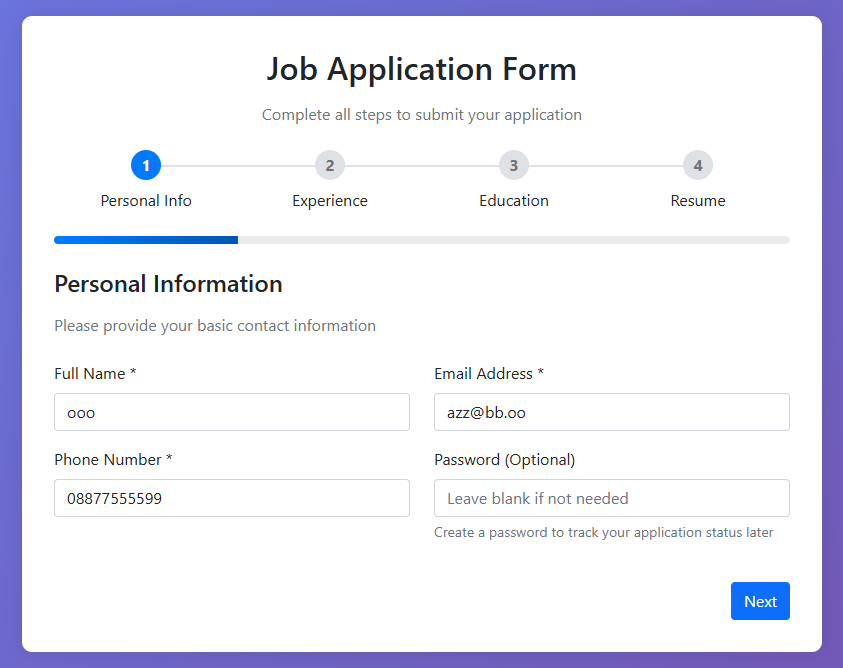 Job Application Form
Complete all steps to submit your application
1 2 3 4
Personal Info Experience Education Resume
Personal Information
Please provide your basic contact information
Full Name * Email Address *
ooo azz@bb.oo
Phone Number * Password (Optional)
08877555599 Leave blank if not needed
Create a password to track your application status later
Next